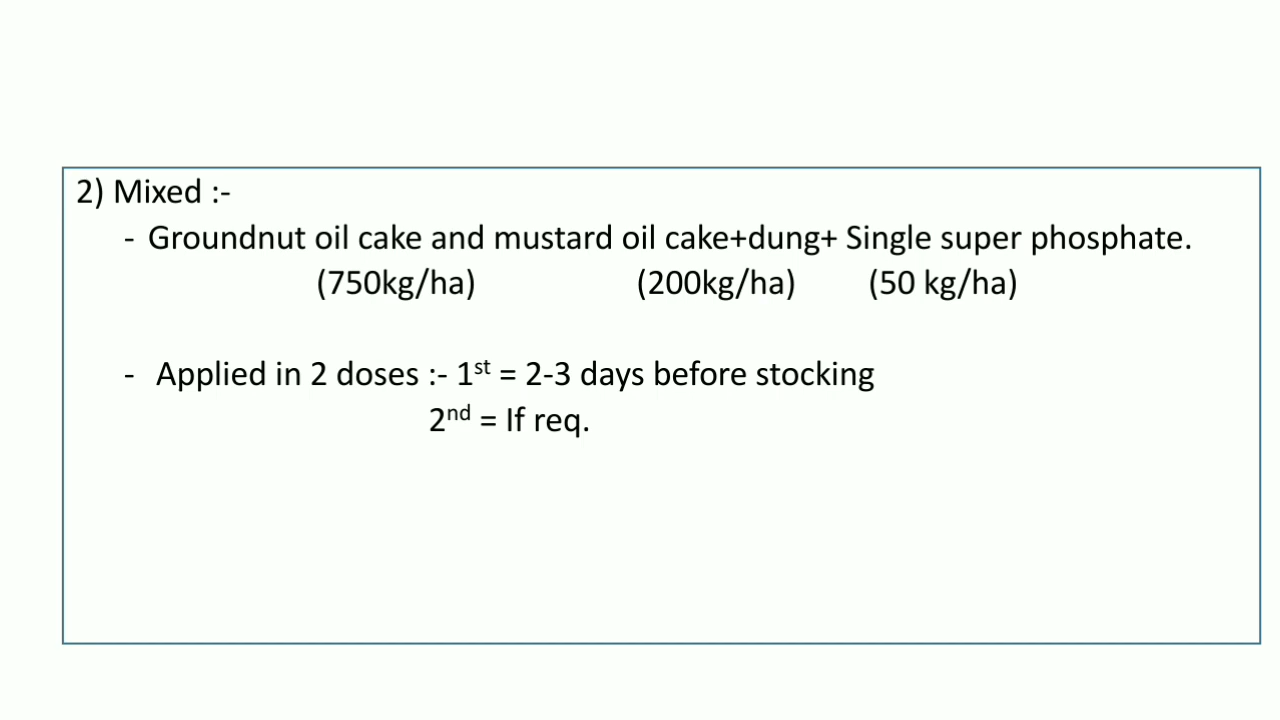 2) Mixed :-
- Groundnut oil cake and mustard oil cake+dung+ Single super phosphate.
(750kg/ha) (200kg/ha) (50 kg/ha)
- Applied in 2 doses :- 1st = 2-3 days before stocking
2nd = If req.